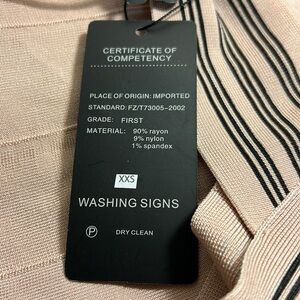 CERTIFICATE OF
COMPETENCY
PLACE OF ORIGIN: IMPORTED
STANDARD: FZ/T73005-2002
GRADE: FIRST
MATERIAL: 90% rayon
9% nylon
1% spandex
XXS
WASHING SIGNS
P DRY CLEAN